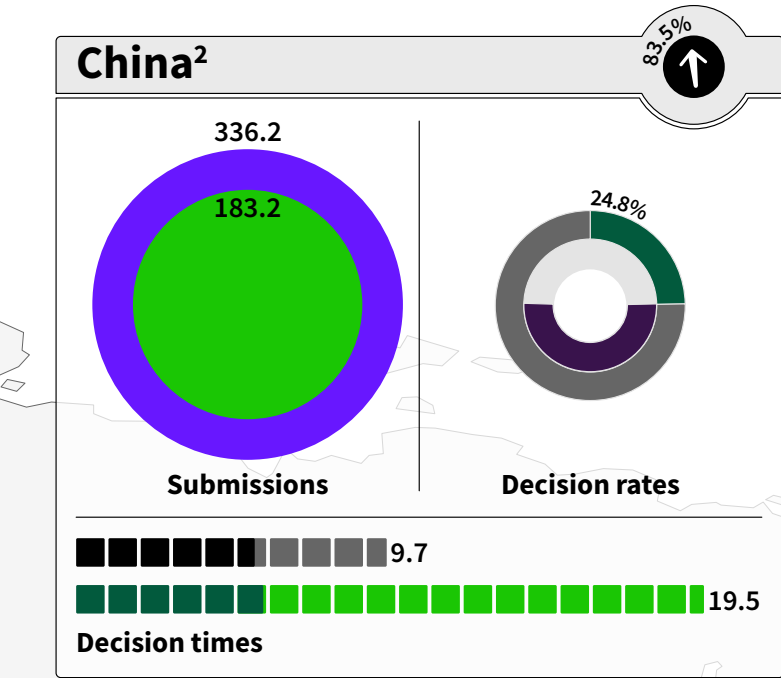 China²
83.5%
336.2
183.2
24.8%
Submissions
Decision rates
9.7
19.5
Decision times